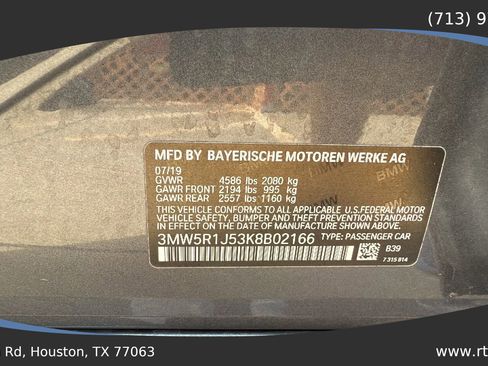 (713) 9
MFD BY BAYERISCHE MOTOREN WERKE AG
07/19
GVWR 4586 lbs 2080 kg
GAWR FRONT 2194 lbs 995 kg
GAWR REAR 2557 lbs 1160 kg
THIS VEHICLE CONFORMS TO ALL APPLICABLE U.S. FEDERAL MOTOR
VEHICLE SAFETY, BUMPER AND THEFT PREVENTION STANDARDS
IN EFFECT ON THE DATE OF MANUFACTURE SHOWN ABOVE.
3MW5R1J53K8B02166 TYPE: PASSENGER CAR
B39
7 315 814
Rd, Houston, TX 77063
www.rt